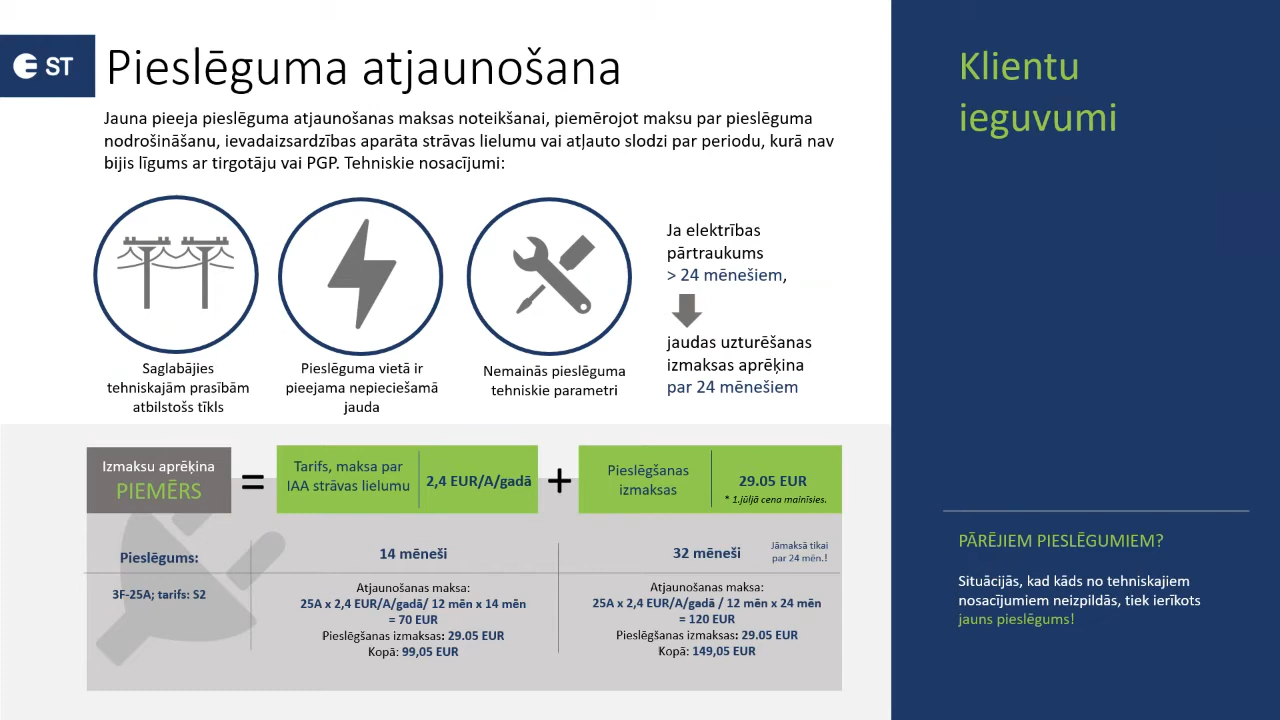 ST
Pieslēguma atjaunošana
Jauna pieeja pieslēguma atjaunošanas maksas noteikšanai, piemērojot maksu par pieslēguma
nodrošināšanu, ievadaizsardzības aparāta strāvas lielumu vai atļauto slodzi par periodu, kurā nav
bijis līgums ar tirgotāju vai PGP. Tehniskie nosacījumi:
Saglabājies
tehniskajām prasībām
atbilstošs tīkls
Pieslēguma vietā ir
pieejama nepieciešamā
jauda
Nemainās pieslēguma
tehniskie parametri
Ja elektrības
pārtraukums
> 24 mēnešiem,
jaudas uzturēšanas
izmaksas aprēķina
par 24 mēnešiem
Izmaksu aprēķina
PIEMĒRS
=
Tarifs, maksa par
IAA strāvas lielumu
2,4 EUR/A/gadā
+
Pieslēgšanas
izmaksas
29.05 EUR
* 1.jūljā cena mainīsies.
Pieslēgums:
14 mēneši
32 mēneši
Jāmaksā tikai
par 24 mēn.!
3F-25A; tarifs: S2
Atjaunošanas maksa:
25A x 2,4 EUR/A/gadā/ 12 mēn x 14 mēn
= 70 EUR
Pieslēgšanas izmaksas: 29.05 EUR
Kopā: 99,05 EUR
Atjaunošanas maksa:
25A x 2,4 EUR/A/gadā / 12 mēn x 24 mēn
= 120 EUR
Pieslēgšanas izmaksas: 29.05 EUR
Kopā: 149,05 EUR
Klientu
ieguvumi
PĀRĒJIEM PIESLĒGUMIEM?
Situācijās, kad kāds no tehniskajiem
nosacījumiem neizpildās, tiek ierīkots
jauns pieslēgums!